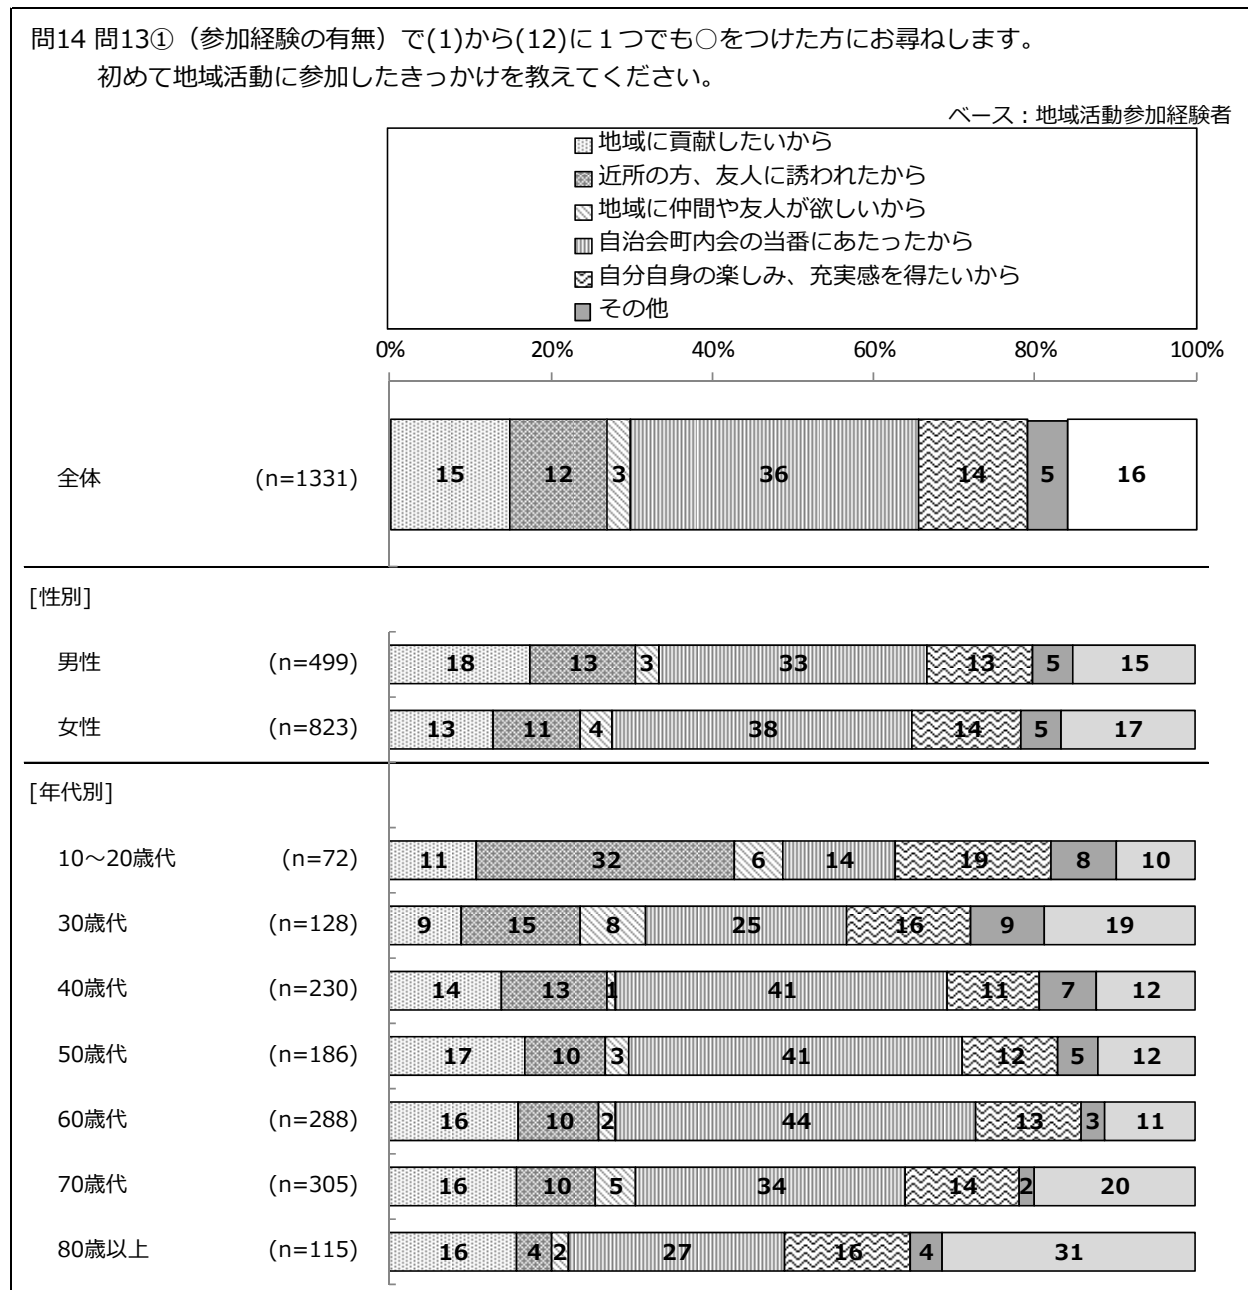 問14 問13①（参加経験の有無）で(1)から(12)に１つでも○をつけた方にお尋ねします。
初めて地域活動に参加したきっかけを教えてください。
ベース：地域活動参加経験者
地域に貢献したいから
近所の方、友人に誘われたから
地域に仲間や友人が欲しいから
自治会町内会の当番にあたったから
自分自身の楽しみ、充実感を得たいから
その他
0% 20% 40% 60% 80% 100%
全体 (n=1331) 15 12 3 36 14 5 16
[性別]
男性 (n=499) 18 13 3 33 13 5 15
女性 (n=823) 13 11 4 38 14 5 17
[年代別]
10～20歳代 (n=72) 11 32 6 14 19 8 10
30歳代 (n=128) 9 15 8 25 16 9 19
40歳代 (n=230) 14 13 1 41 11 7 12
50歳代 (n=186) 17 10 3 41 12 5 12
60歳代 (n=288) 16 10 2 44 13 3 11
70歳代 (n=305) 16 10 5 34 14 2 20
80歳以上 (n=115) 16 4 2 27 16 4 31